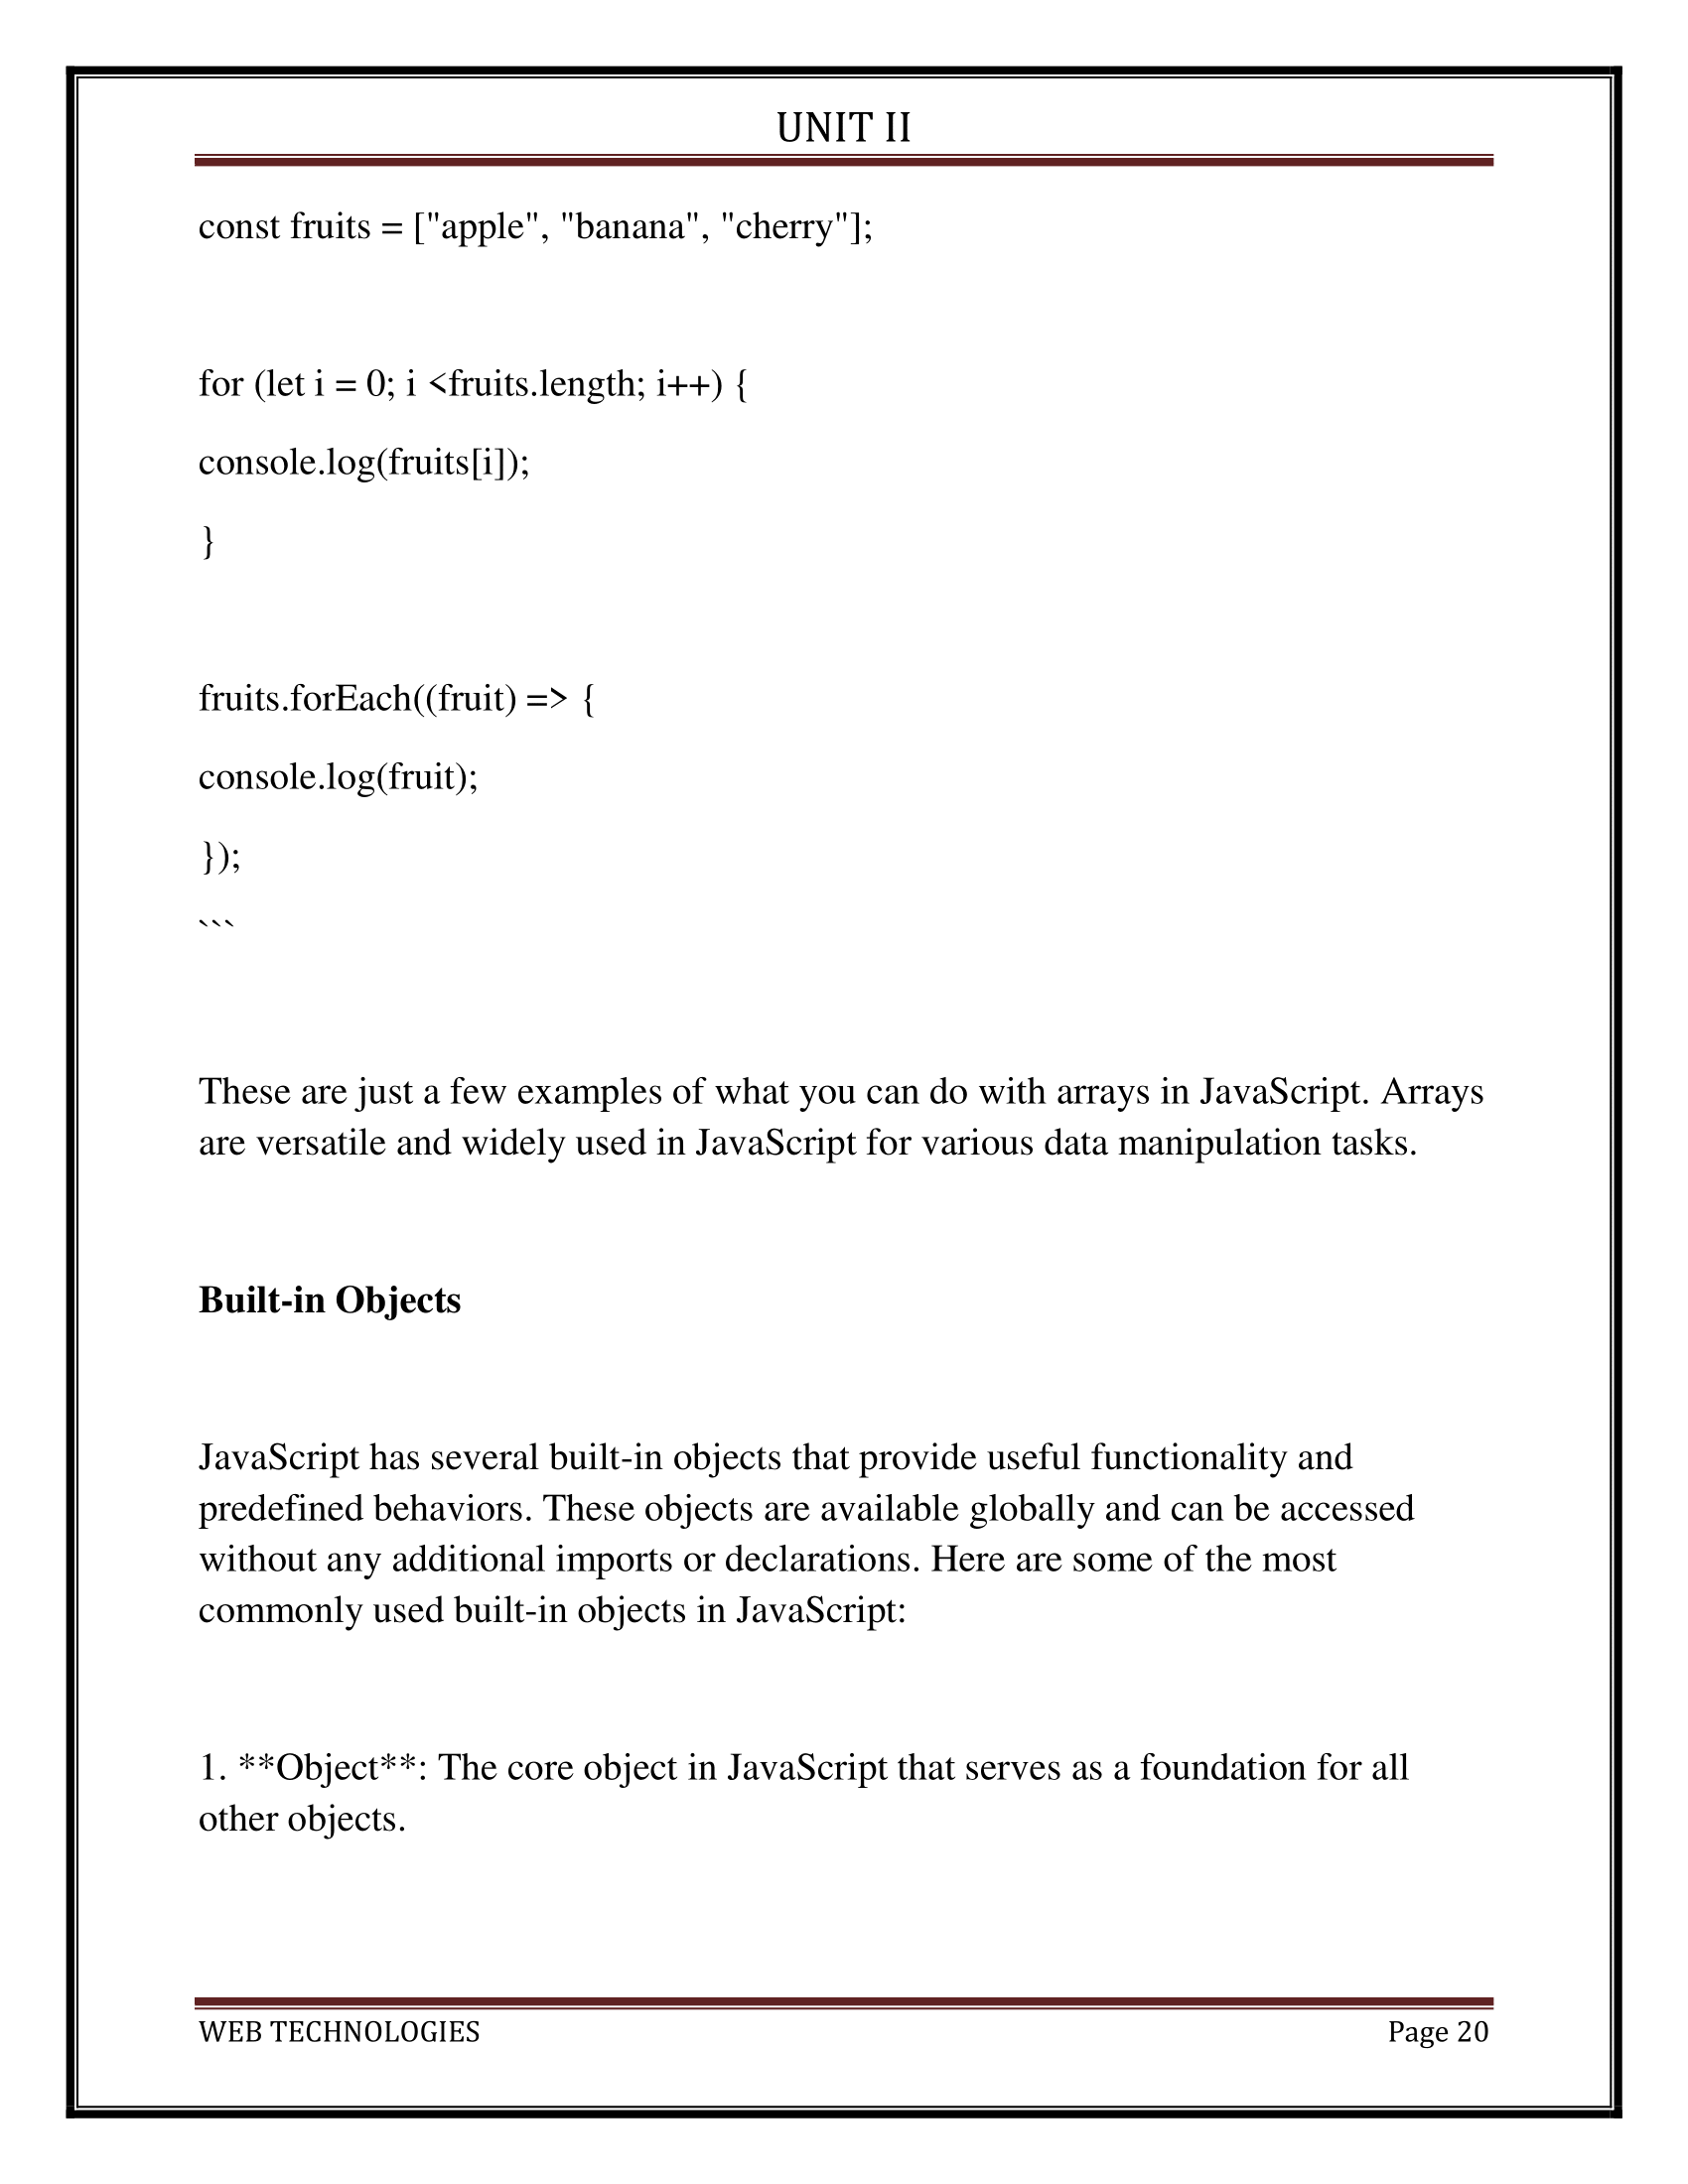 UNIT II
const fruits = ["apple", "banana", "cherry"];
for (let i = 0; i <fruits.length; i++) {
console.log(fruits[i]);
}
fruits.forEach((fruit) => {
console.log(fruit);
});
```
These are just a few examples of what you can do with arrays in JavaScript. Arrays
are versatile and widely used in JavaScript for various data manipulation tasks.
Built-in Objects
JavaScript has several built-in objects that provide useful functionality and
predefined behaviors. These objects are available globally and can be accessed
without any additional imports or declarations. Here are some of the most
commonly used built-in objects in JavaScript:
1. **Object**: The core object in JavaScript that serves as a foundation for all
other objects.
WEB TECHNOLOGIES Page 20